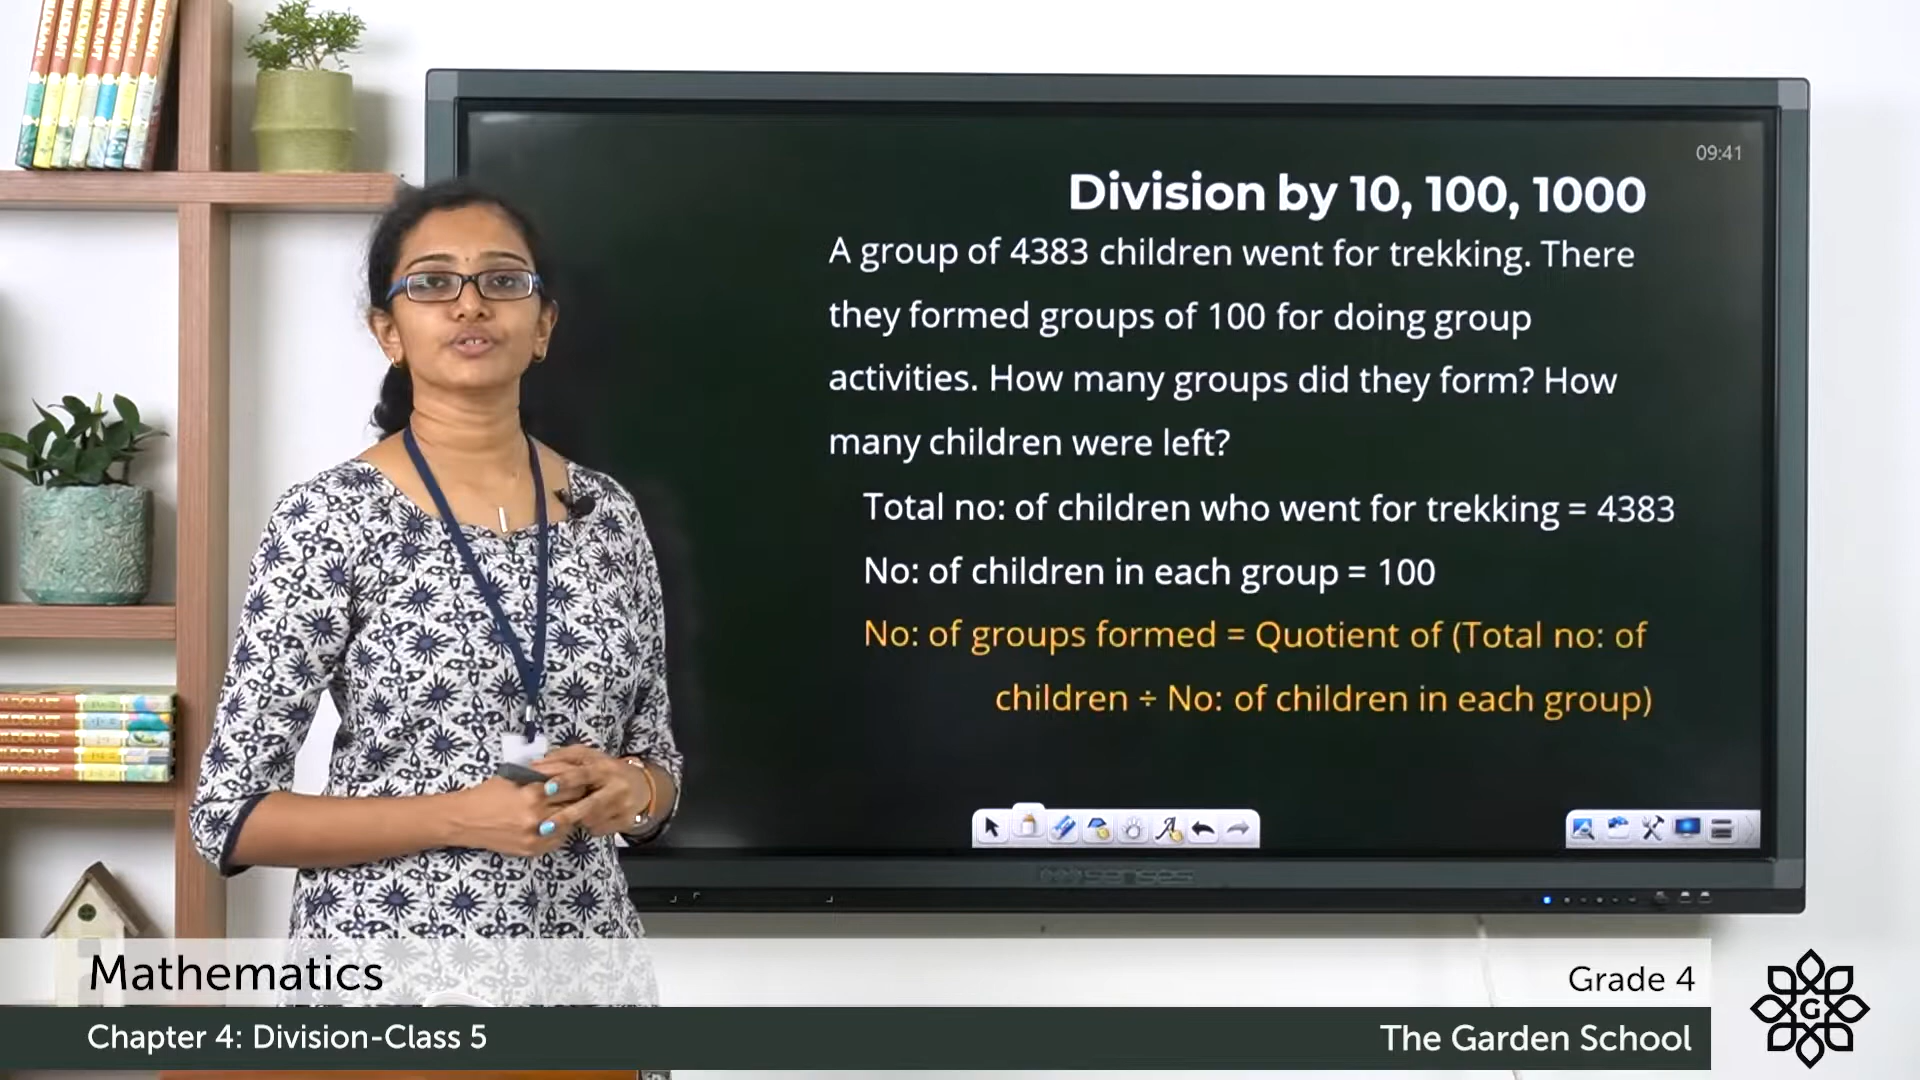 09:41
Division by 10, 100, 1000
A group of 4383 children went for trekking. There
they formed groups of 100 for doing group
activities. How many groups did they form? How
many children were left?
Total no: of children who went for trekking = 4383
No: of children in each group = 100
No: of groups formed = Quotient of (Total no: of
children ÷ No: of children in each group)
senses
Mathematics
Grade 4
Chapter 4: Division-Class 5
The Garden School
G